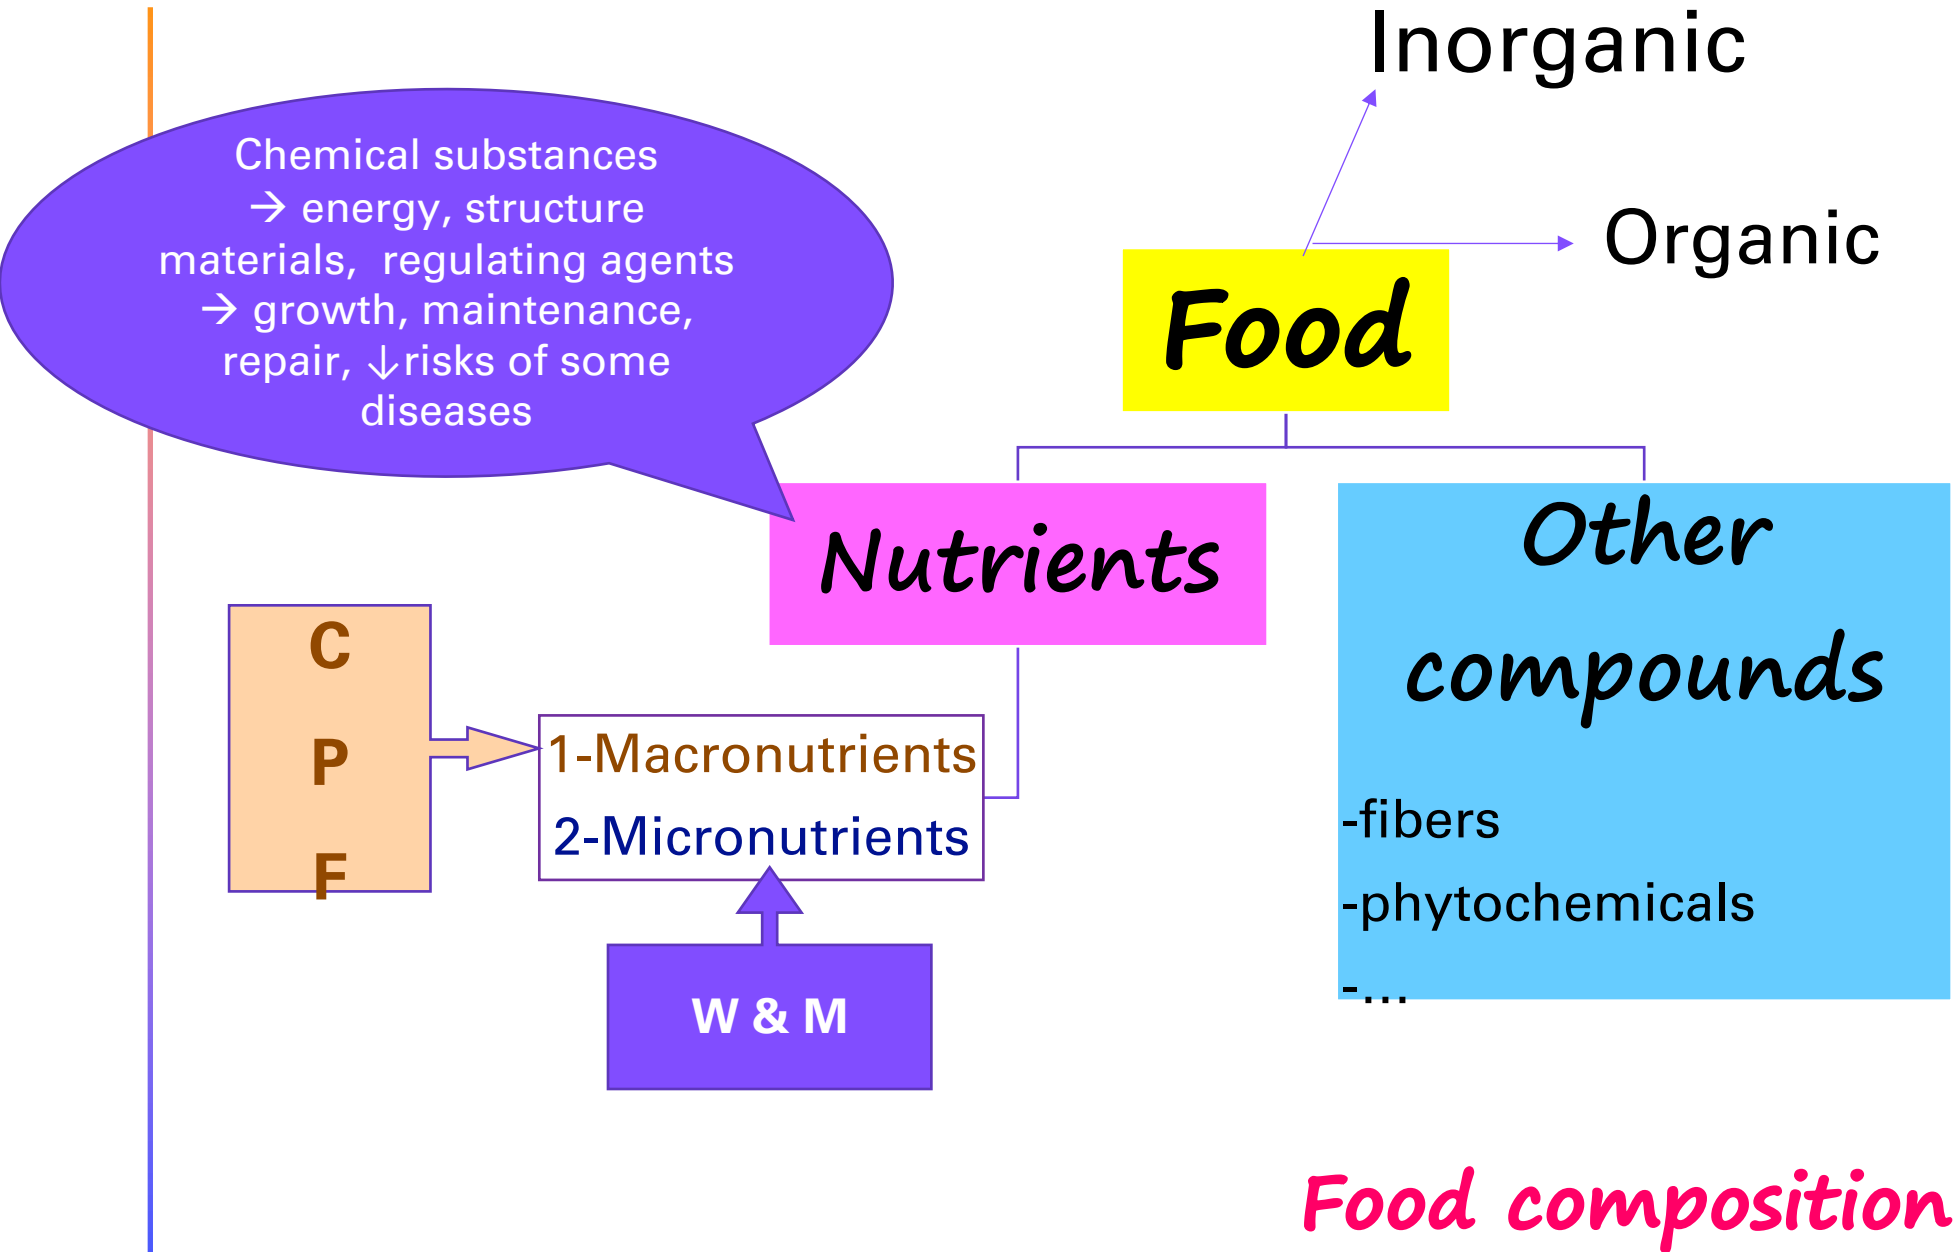 Inorganic
Organic
Chemical substances
→ energy, structure
materials,  regulating agents
→ growth, maintenance,
repair, ↓risks of some
diseases
Food
Nutrients
Other
compounds
-fibers
-phytochemicals
-...
C
P
F
1-Macronutrients
2-Micronutrients
W & M
Food composition